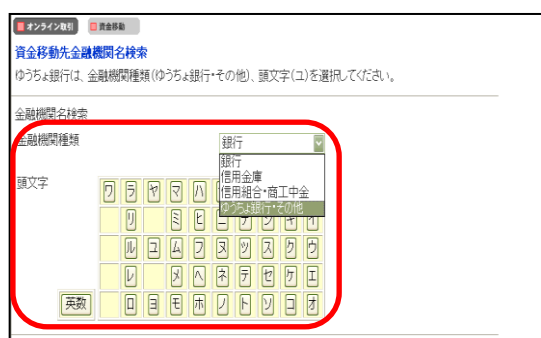 オンライン取引 資金移動
資金移動先金融機関名検索
ゆうちょ銀行は、金融機関種類(ゆうちょ銀行・その他)、頭文字(ユ)を選択してください。
金融機関名検索
金融機関種類 銀行
銀行
信用金庫
信用組合・商工中金
ゆうちょ銀行・その他
頭文字 ワ ラ ヤ マ ハ
リ ミ ヒ ニ チ シ キ イ
ル ユ ム フ ヌ ツ ス ク ウ
レ メ ヘ ネ テ セ ケ エ
英数 ロ ヨ モ ホ ノ ト ソ コ オ